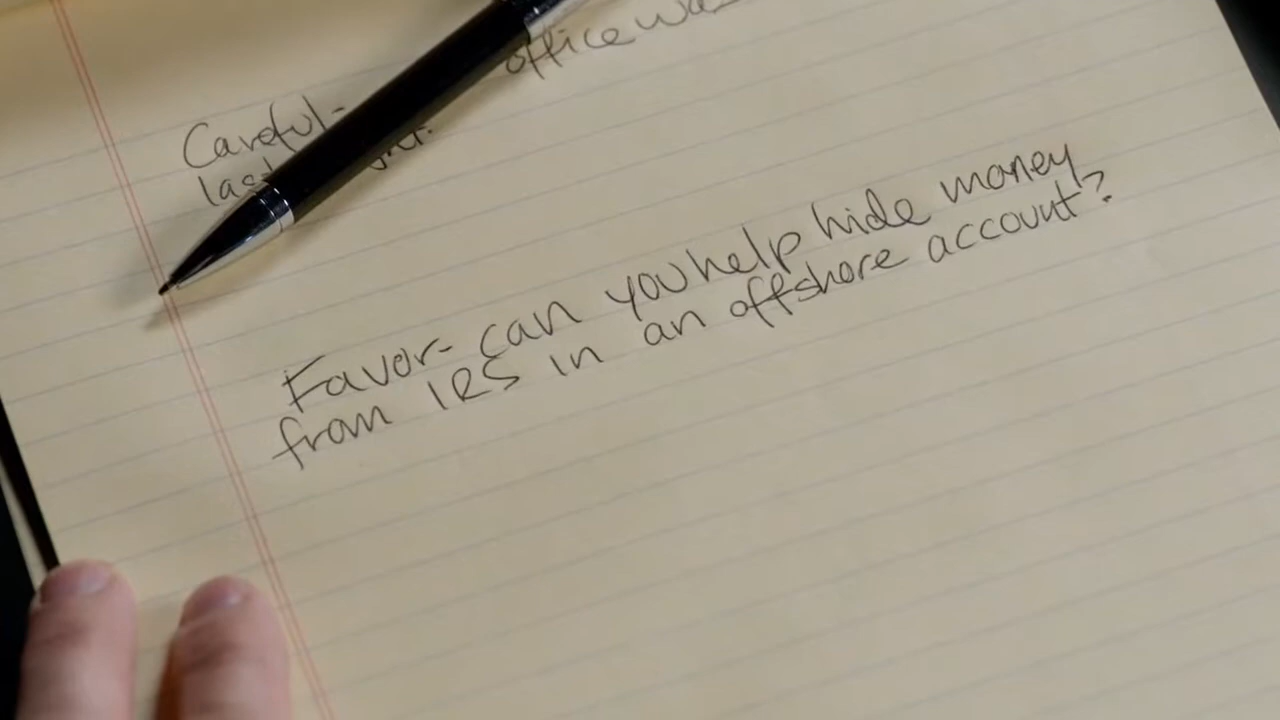 Careful- office
Favor- can you help hide money
from IRS in an offshore account?